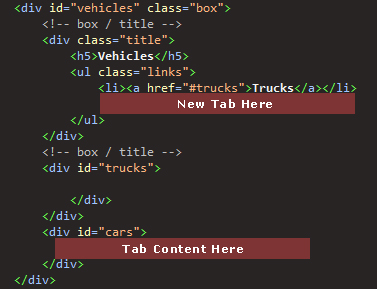 <div id="vehicles" class="box">
<!-- box / title -->
<div class="title">
<h5>Vehicles</h5>
<ul class="links">
<li><a href="#trucks">Trucks</a></li>
New Tab Here
</ul>
</div>
<!-- box / title -->
<div id="trucks">
</div>
</div>
<div id="cars">
Tab Content Here
</div>
</div>